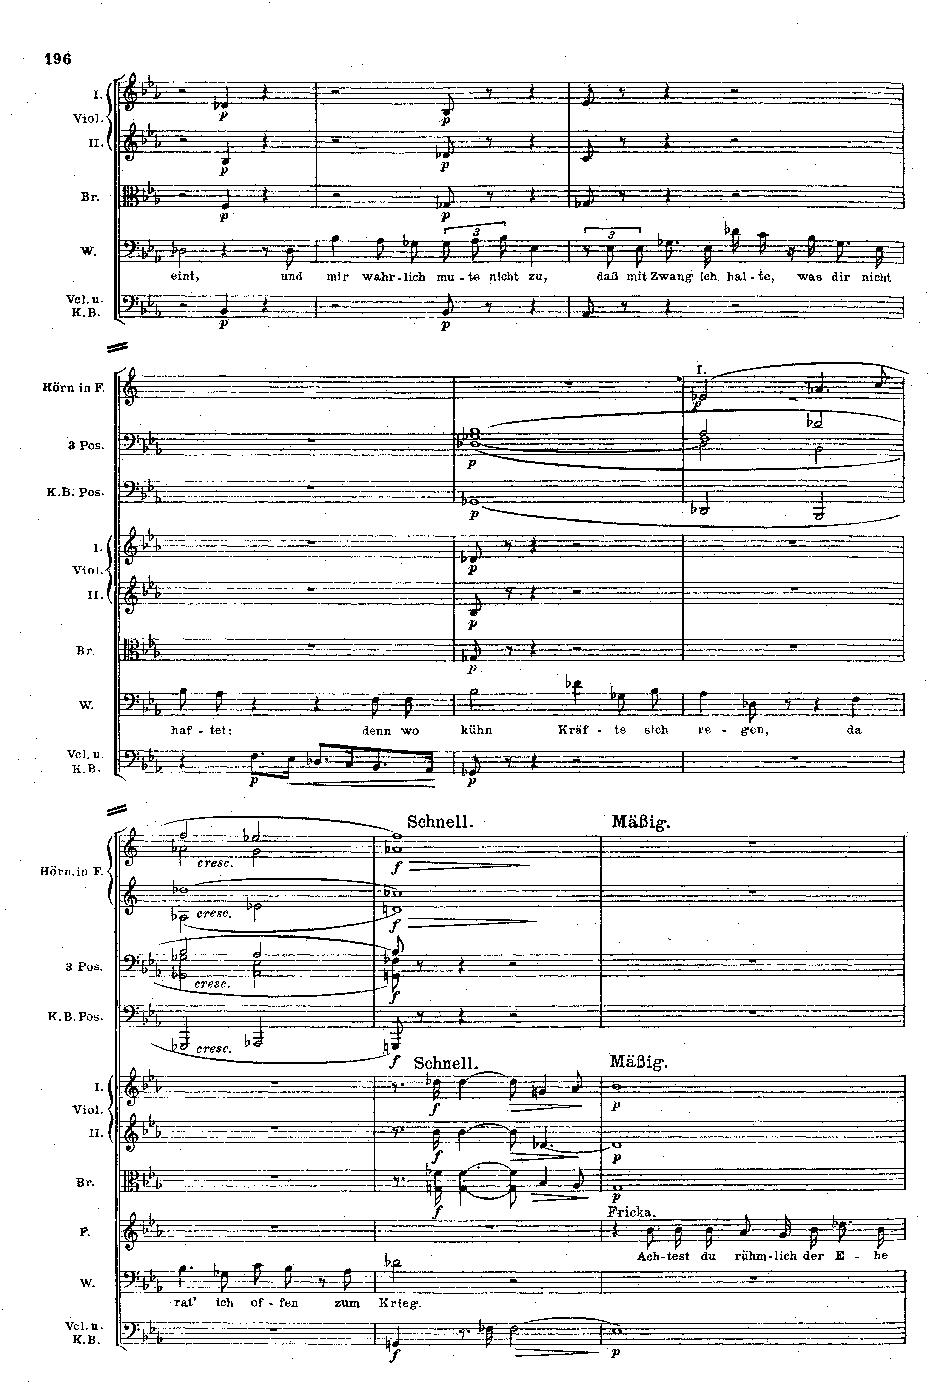 196
I.
p p
Viol.
II.
p p
Br.
p p
3 3
W.
eint, und mir wahr-lich mu-te nicht zu, daß mit Zwang ich hal-te, was dir nicht
Vcl. u.
K.B.
p p
I.
Hörn in F.
p
3 Pos.
p
K.B. Pos.
p
I.
p
Viol.
II.
p
Br.
p
W.
haf - tet: denn wo kühn Kräf - te sich re - gen, da
Vcl. u.
K.B.
p p
Schnell. Mäßig.
cresc. f
Hörn. in F.
cresc. f
3 Pos.
cresc. f
K.B. Pos.
cresc. f
Schnell. Mäßig.
I.
f p
Viol.
II.
f p
Br.
f p
Fricka.
F.
Ach-test du rühm-lich der E - he
W.
rat' ich of - fen zum Krieg.
Vcl. u.
K.B.
f p